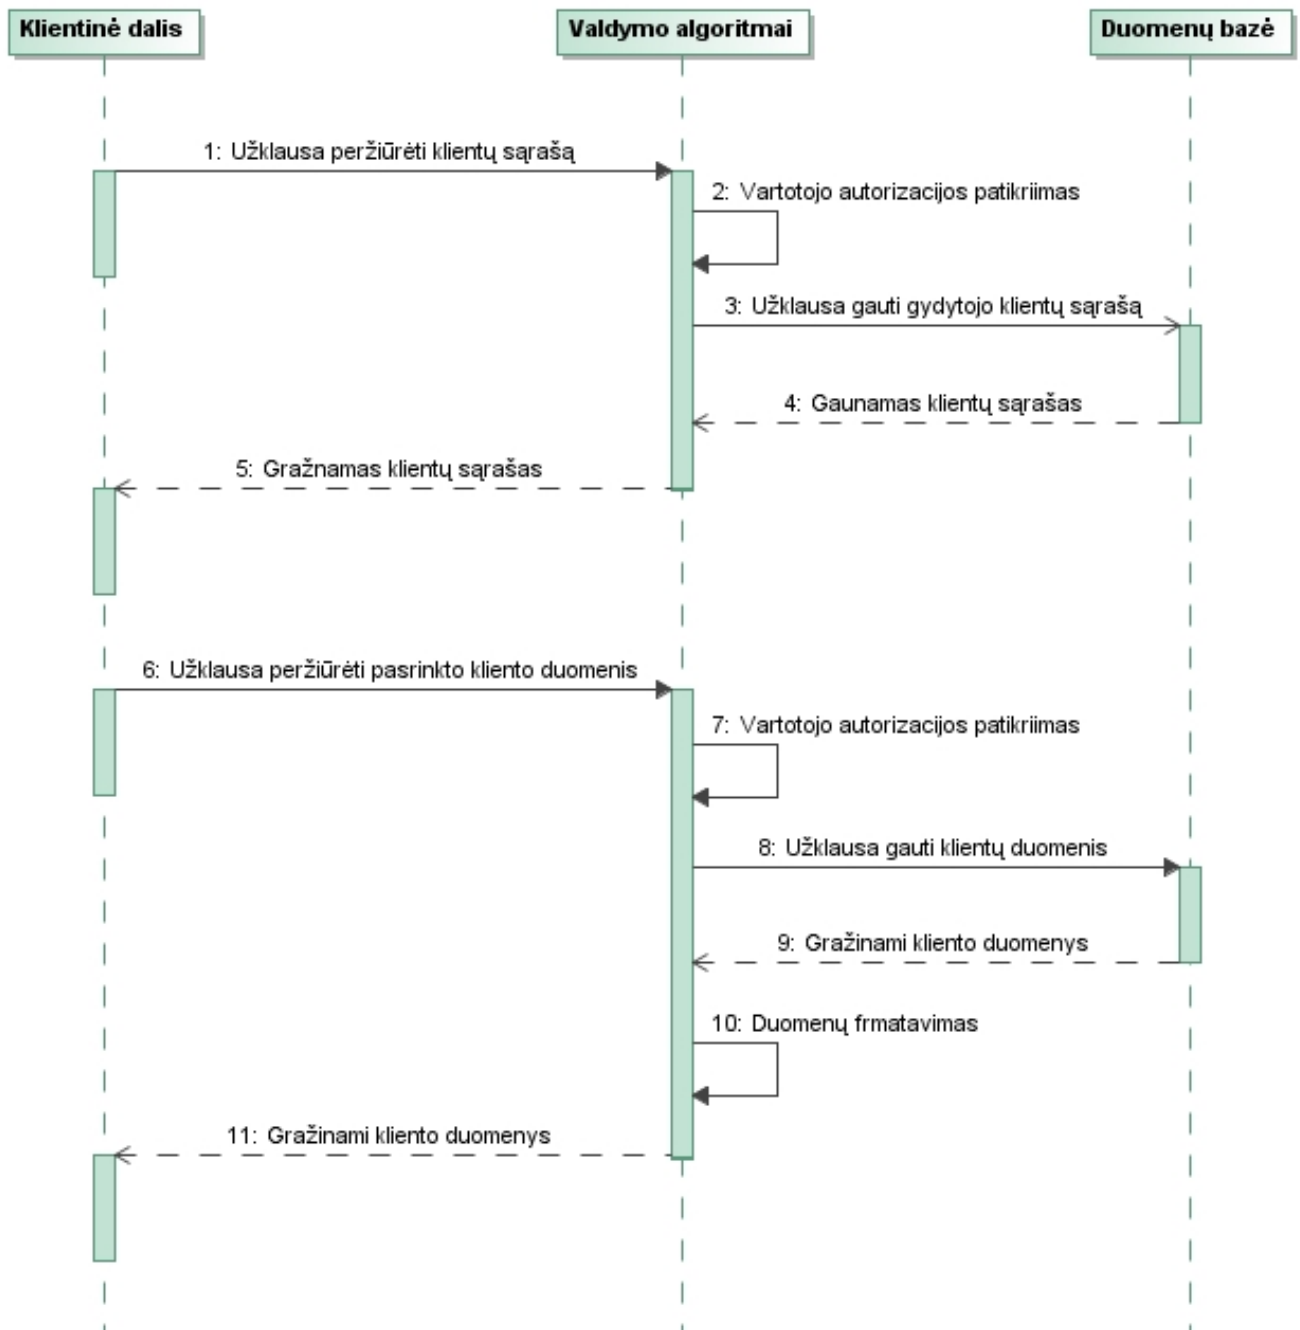 Klientinė dalis
Valdymo algoritmai
Duomenų bazė
1: Užklausa peržiūrėti klientų sąrašą
2: Vartotojo autorizacijos patikriimas
3: Užklausa gauti gydytojo klientų sąrašą
4: Gaunamas klientų sąrašas
5: Gražnamas klientų sąrašas
6: Užklausa peržiūrėti pasrinkto kliento duomenis
7: Vartotojo autorizacijos patikriimas
8: Užklausa gauti klientų duomenis
9: Gražinami kliento duomenys
10: Duomenų frmatavimas
11: Gražinami kliento duomenys